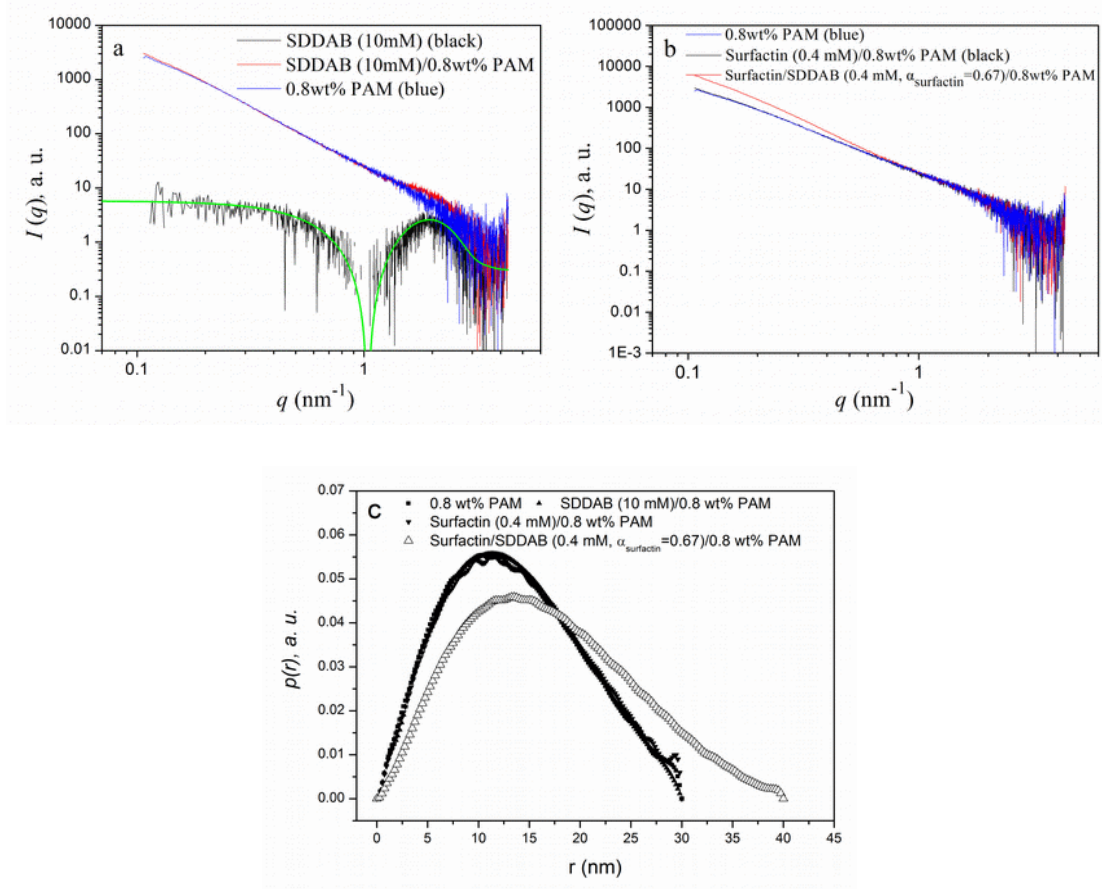 a
SDDAB (10mM) (black)
SDDAB (10mM)/0.8wt% PAM
0.8wt% PAM (blue)
10000
1000
100
10
1
0.1
0.01
I (q), a. u.
0.1
1
q (nm⁻¹)
b
0.8wt% PAM (blue)
Surfactin (0.4 mM)/0.8wt% PAM (black)
Surfactin/SDDAB (0.4 mM, αsurfactin=0.67)/0.8wt% PAM
100000
10000
1000
100
10
1
0.1
0.01
1E-3
I (q), a. u.
0.1
1
q (nm⁻¹)
c
0.8 wt% PAM SDDAB (10 mM)/0.8 wt% PAM
Surfactin (0.4 mM)/0.8 wt% PAM
Surfactin/SDDAB (0.4 mM, αsurfactin=0.67)/0.8 wt% PAM
0.07
0.06
0.05
0.04
0.03
0.02
0.01
0.00
p(r), a. u.
0 5 10 15 20 25 30 35 40 45
r (nm)